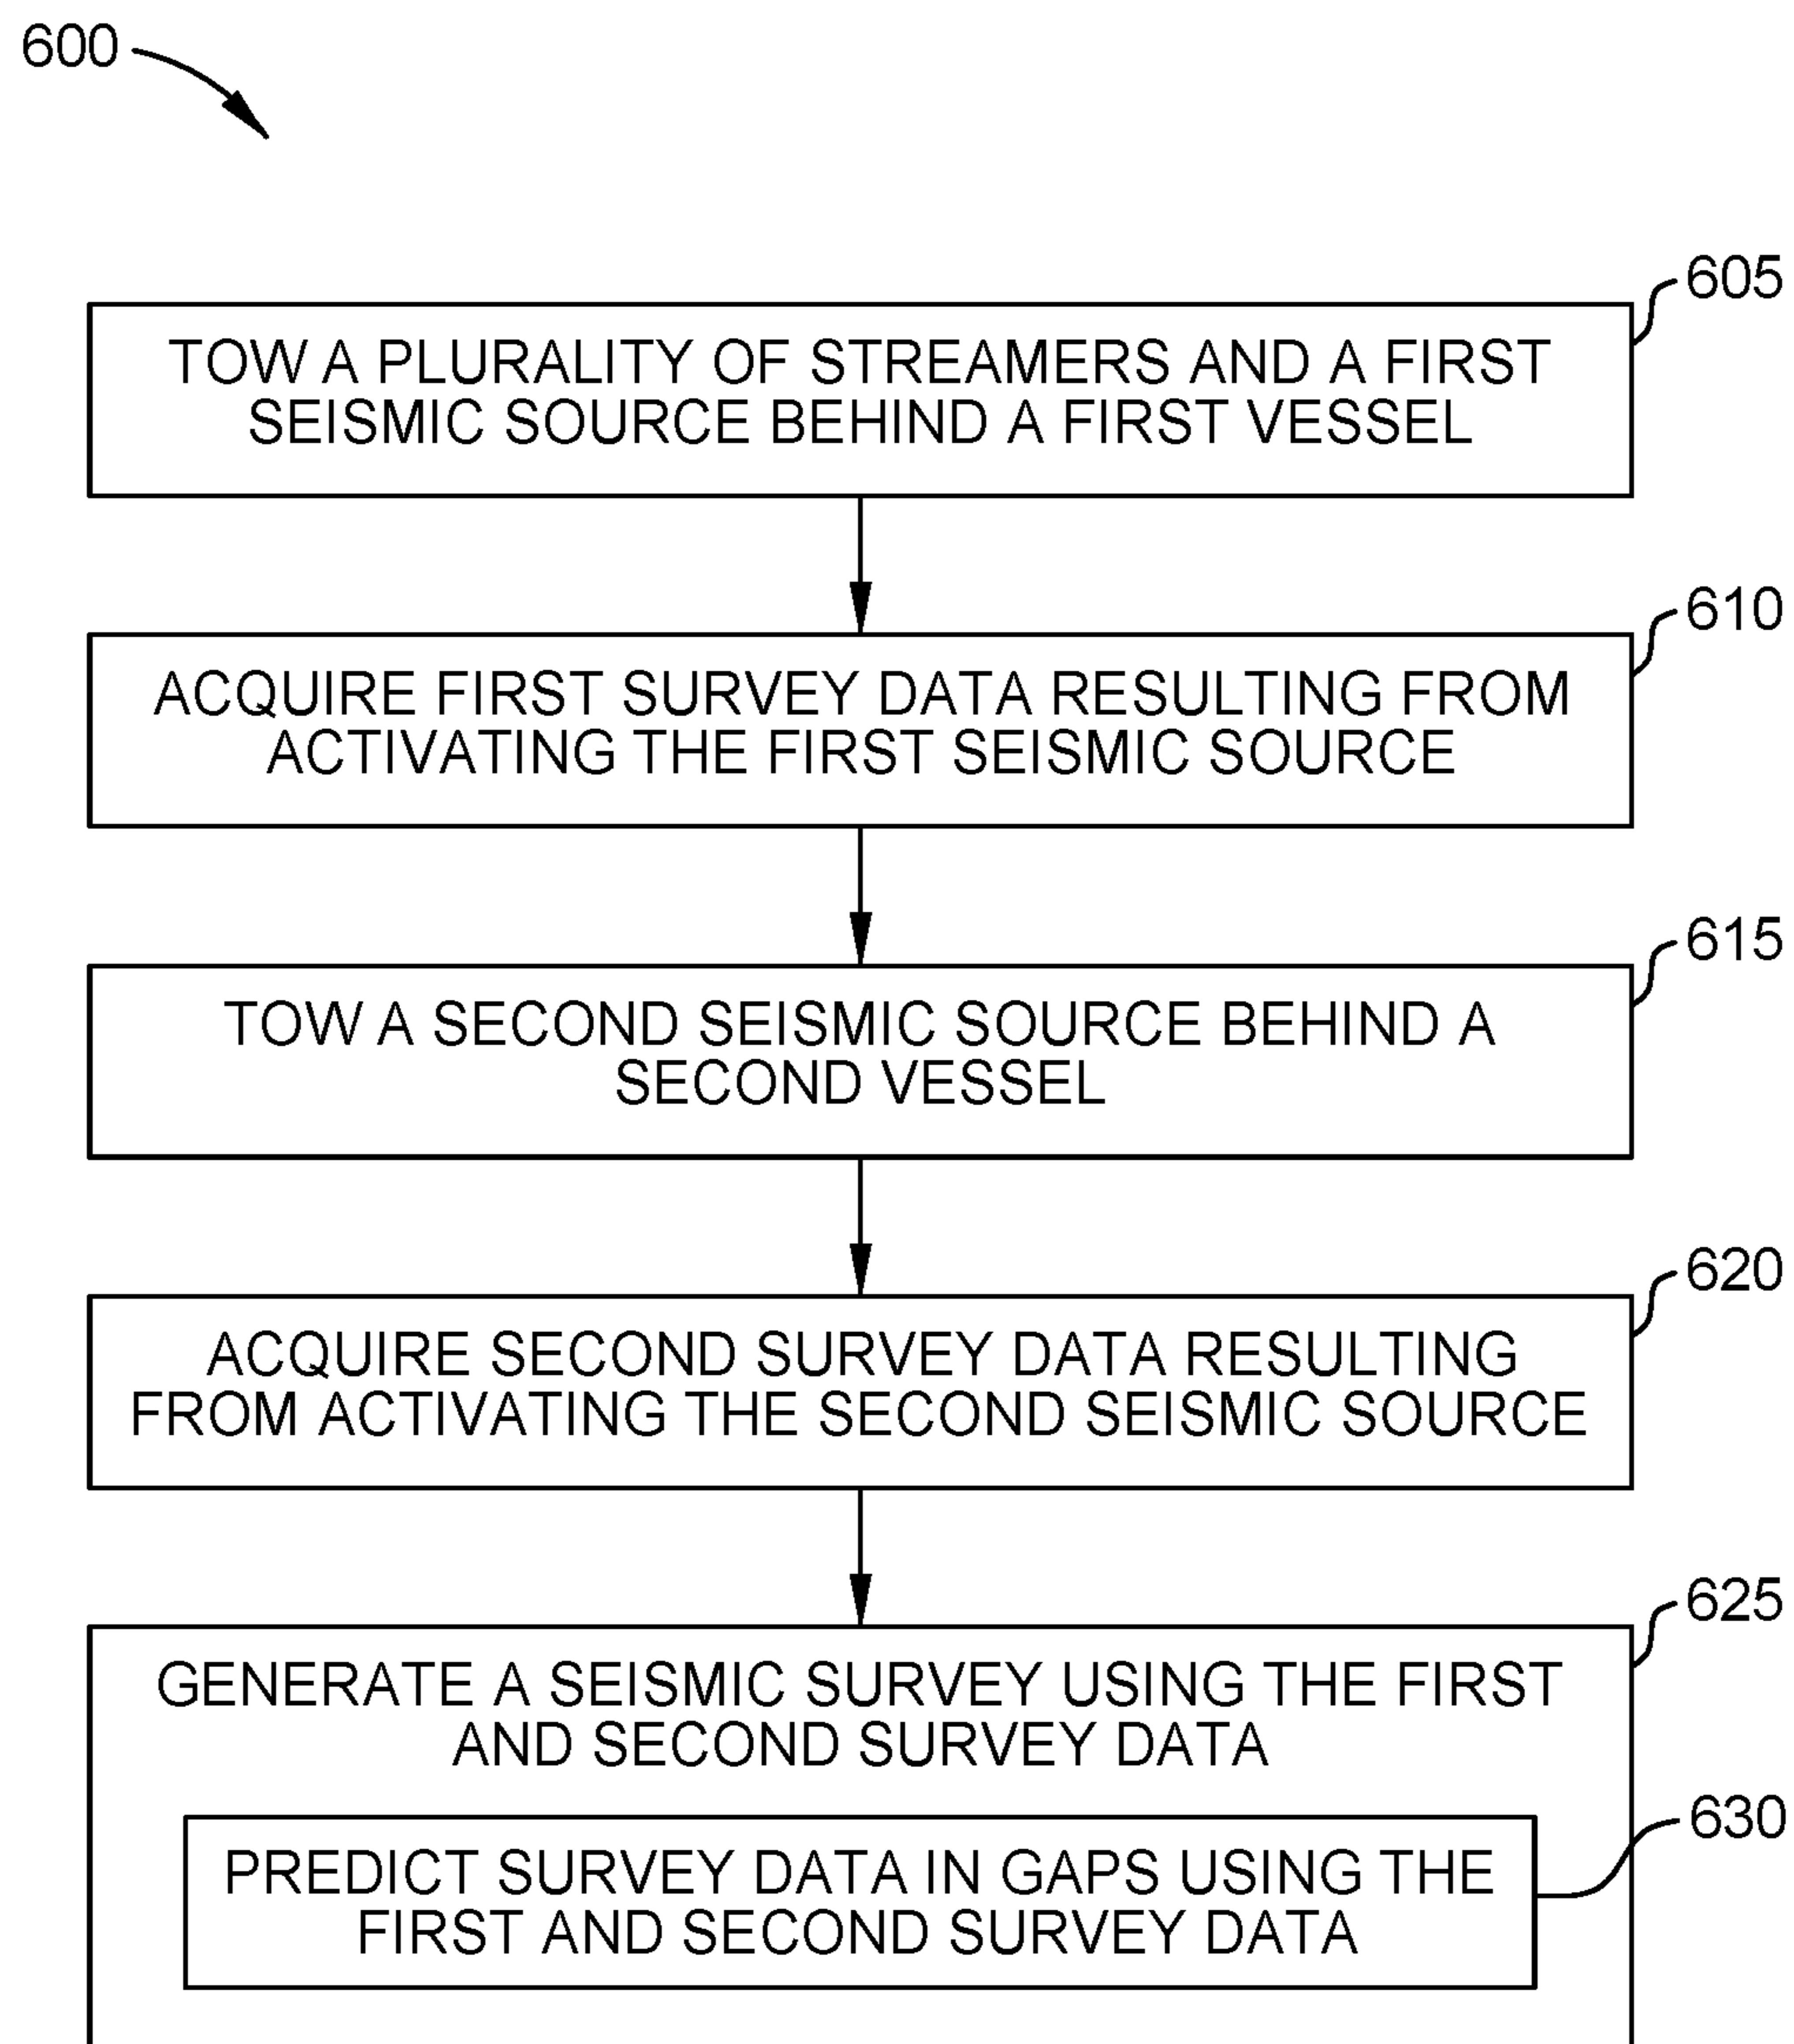 600
605
TOW A PLURALITY OF STREAMERS AND A FIRST
SEISMIC SOURCE BEHIND A FIRST VESSEL
610
ACQUIRE FIRST SURVEY DATA RESULTING FROM
ACTIVATING THE FIRST SEISMIC SOURCE
615
TOW A SECOND SEISMIC SOURCE BEHIND A
SECOND VESSEL
620
ACQUIRE SECOND SURVEY DATA RESULTING
FROM ACTIVATING THE SECOND SEISMIC SOURCE
625
GENERATE A SEISMIC SURVEY USING THE FIRST
AND SECOND SURVEY DATA
630
PREDICT SURVEY DATA IN GAPS USING THE
FIRST AND SECOND SURVEY DATA